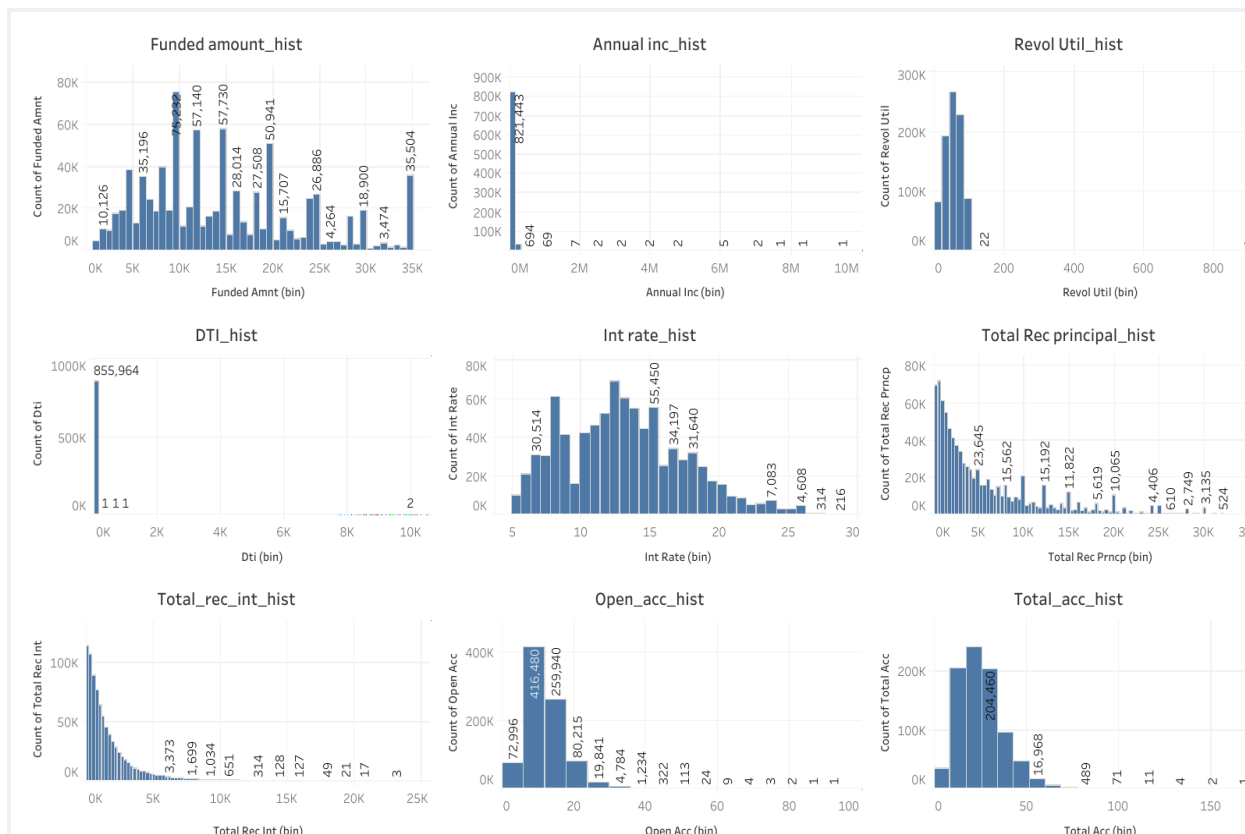 Funded amount_hist
Count of Funded Amnt
80K
60K
40K
20K
0K
10,126
35,196
75,232
57,140
57,730
28,014
27,508
50,941
15,707
26,886
4,264
18,900
3,474
35,504
0K 5K 10K 15K 20K 25K 30K 35K
Funded Amnt (bin)
Annual inc_hist
Count of Annual Inc
900K
800K
700K
600K
500K
400K
300K
200K
100K
821,443
694 69 7 2 2 2 2 5 2 1 1 1
0M 2M 4M 6M 8M 10M
Annual Inc (bin)
Revol Util_hist
Count of Revol Util
300K
200K
100K
0K
22
0 200 400 600 800
Revol Util (bin)
DTI_hist
Count of Dti
1000K
500K
0K
855,964
1 1 1 2
0K 2K 4K 6K 8K 10K
Dti (bin)
Int rate_hist
Count of Int Rate
80K
60K
40K
20K
0K
30,514
55,450
34,197
31,640
7,083
4,608
314
216
5 10 15 20 25 30
Int Rate (bin)
Total Rec principal_hist
Count of Total Rec Prncp
80K
60K
40K
20K
0K
23,645
15,562
15,192
11,822
5,619
10,065
4,406
610
2,749
3,135
524
0K 5K 10K 15K 20K 25K 30K
Total Rec Prncp (bin)
Total_rec_int_hist
Count of Total Rec Int
100K
50K
0K
3,373
1,699
1,034
651
314
128
127
49
21
17
3
0K 5K 10K 15K 20K 25K
Total Rec Int (bin)
Open_acc_hist
Count of Open Acc
400K
200K
0K
72,996
416,480
259,940
80,215
19,841
4,784
1,234
322
113
24
9
4
3
2
1
1
0 20 40 60 80 100
Open Acc (bin)
Total_acc_hist
Count of Total Acc
200K
100K
0K
204,460
16,968
489
71
11
4
2
1
0 50 100 150
Total Acc (bin)